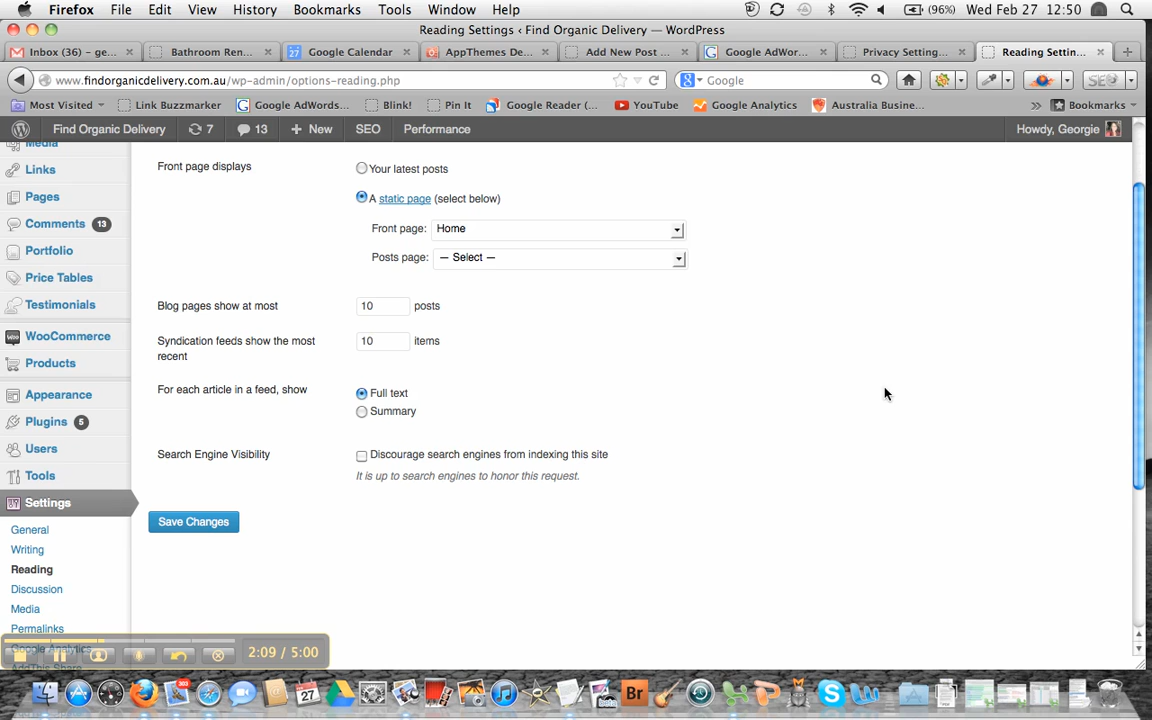 Firefox File Edit View History Bookmarks Tools Window Help (96%) Wed Feb 27 12:50
Reading Settings ‹ Find Organic Delivery — WordPress
Inbox (36) – ge... Bathroom Ren... Google Calendar AppThemes De... Add New Post ... Google AdWor... Privacy Setting... Reading Settin...
www.findorganicdelivery.com.au/wp-admin/options-reading.php Google
Most Visited Link Buzzmarker Google AdWords... Blink! Pin It Google Reader (... YouTube Google Analytics Australia Busine... Bookmarks
Find Organic Delivery 7 13 + New SEO Performance Howdy, Georgie
Media
Links
Pages
Comments 13
Portfolio
Price Tables
Testimonials
WooCommerce
Products
Appearance
Plugins 5
Users
Tools
Settings
General
Writing
Reading
Discussion
Media
Permalinks
Google Analytics
AddThis Share
Front page displays
Your latest posts
A static page (select below)
Front page: Home
Posts page: — Select —
Blog pages show at most 10 posts
Syndication feeds show the most recent 10 items
For each article in a feed, show
Full text
Summary
Search Engine Visibility
Discourage search engines from indexing this site
It is up to search engines to honor this request.
Save Changes
2:09 / 5:00
27
Br